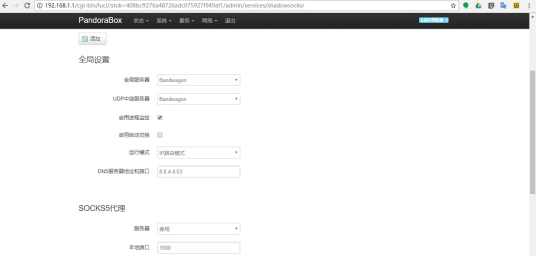 192.168.1.1/cgi-bin/luci/;stok=408bcff276a48726adc075927f949af1/admin/services/shadowsocksr
PandoraBox 状态 系统 服务 网络 退出
添加
全局设置
全局服务器 Bandwagon
UDP中继服务器 Bandwagon
启用进程监控
启用自动切换
运行模式 IP路由模式
DNS服务器地址和端口 8.8.4.4:53
SOCKS5代理
服务器 停用
本地端口 1080